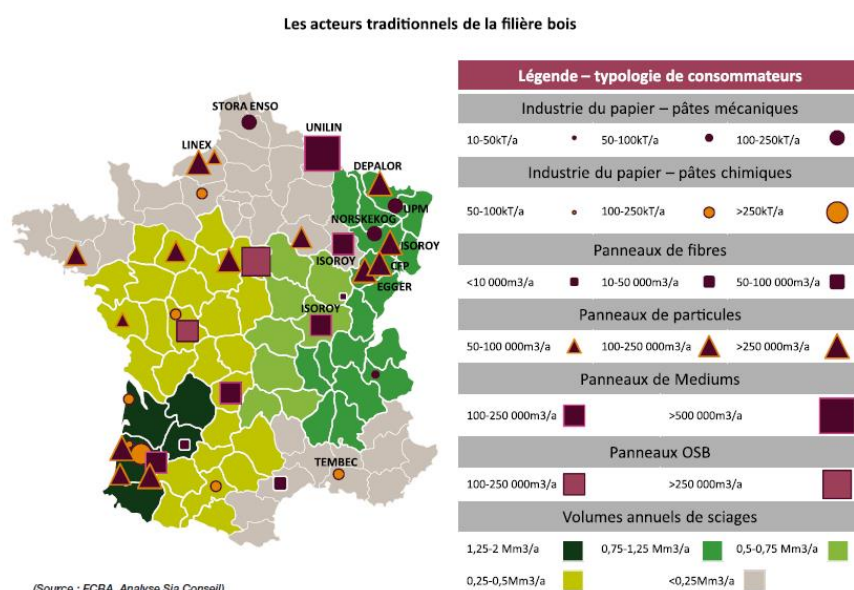 Les acteurs traditionnels de la filière bois
STORA ENSO
UNILIN
LINEX
DEPALOR
UPM
NORSKEKOG
ISOROY
ISOROY
CFP
EGGER
ISOROY
TEMBEC
Légende – typologie de consommateurs
Industrie du papier – pâtes mécaniques
10-50kT/a 50-100kT/a 100-250kT/a
Industrie du papier – pâtes chimiques
50-100kT/a 100-250kT/a >250kT/a
Panneaux de fibres
<10 000m3/a 10-50 000m3/a 50-100 000m3/a
Panneaux de particules
50-100 000m3/a 100-250 000m3/a >250 000m3/a
Panneaux de Mediums
100-250 000m3/a >500 000m3/a
Panneaux OSB
100-250 000m3/a >250 000m3/a
Volumes annuels de sciages
1,25-2 Mm3/a 0,75-1,25 Mm3/a 0,5-0,75 Mm3/a
0,25-0,5Mm3/a <0,25Mm3/a
(Source : FCBA, Analyse Sia Conseil)